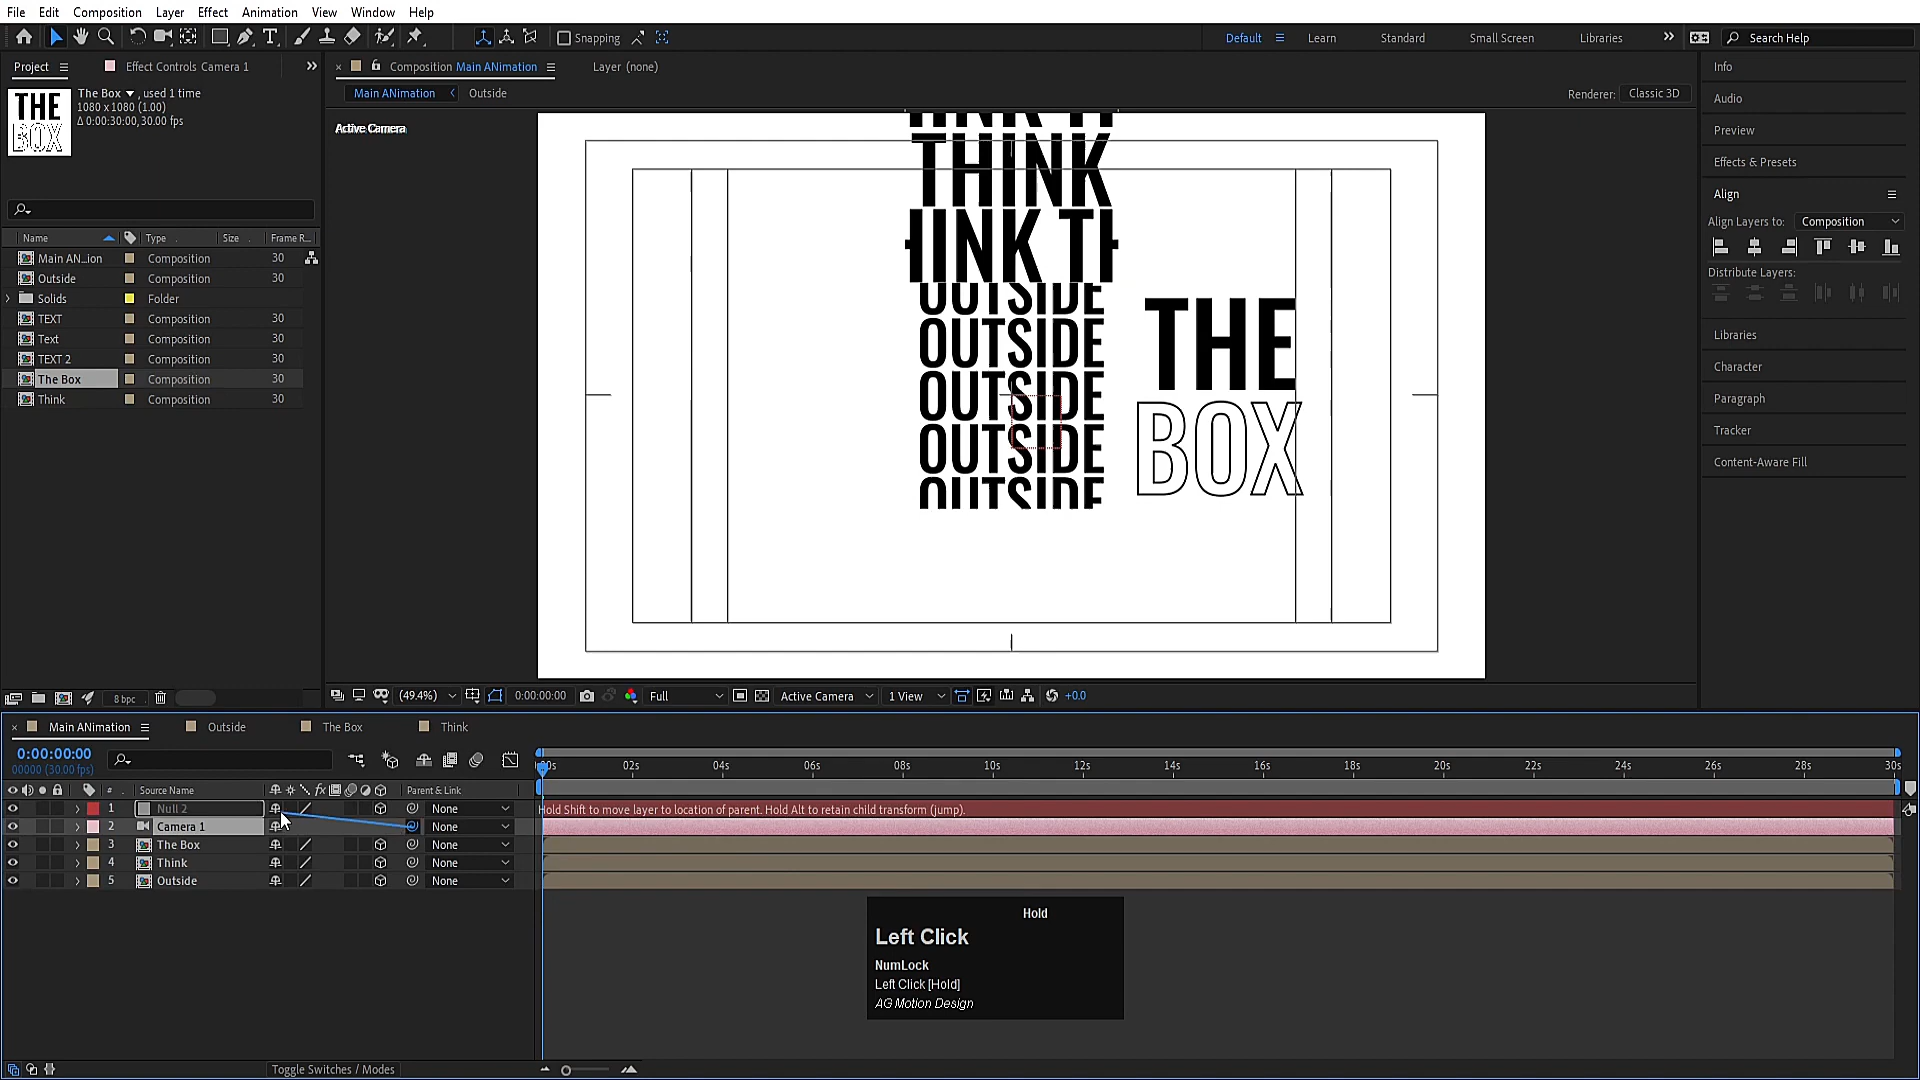 File Edit Composition Layer Effect Animation View Window Help
Snapping
Default Learn Standard Small Screen Libraries Search Help
Project Effect Controls Camera 1
Composition Main ANimation Layer (none)
Info
THE
BOX
The Box , used 1 time
1080 x 1080 (1.00)
Δ 0:00:30:00, 30.00 fps
Main ANimation Outside
Renderer: Classic 3D
Audio
Active Camera
Preview
Effects & Presets
Align
Align Layers to: Composition
Distribute Layers:
Libraries
Character
Paragraph
Tracker
Content-Aware Fill
Name Type Size Frame R...
Main AN...ion Composition 30
Outside Composition 30
Solids Folder
TEXT Composition 30
Text Composition 30
TEXT 2 Composition 30
The Box Composition 30
Think Composition 30
THINK
INK TI
OUTSIDE
OUTSIDE
OUTSIDE
OUTSIDE
OUTSIDE
THE
BOX
8 bpc
(49.4%) 0:00:00:00 Full Active Camera 1 View +0.0
Main ANimation Outside The Box Think
0:00:00:00
00000 (30.00 fps)
02s 04s 06s 08s 10s 12s 14s 16s 18s 20s 22s 24s 26s 28s 30s
# Source Name fx Parent & Link
1 Null 2 None Hold Shift to move layer to location of parent. Hold Alt to retain child transform (jump).
2 Camera 1 None
3 The Box None
4 Think None
5 Outside None
Hold
Left Click
NumLock
Left Click [Hold]
AG Motion Design
Toggle Switches / Modes